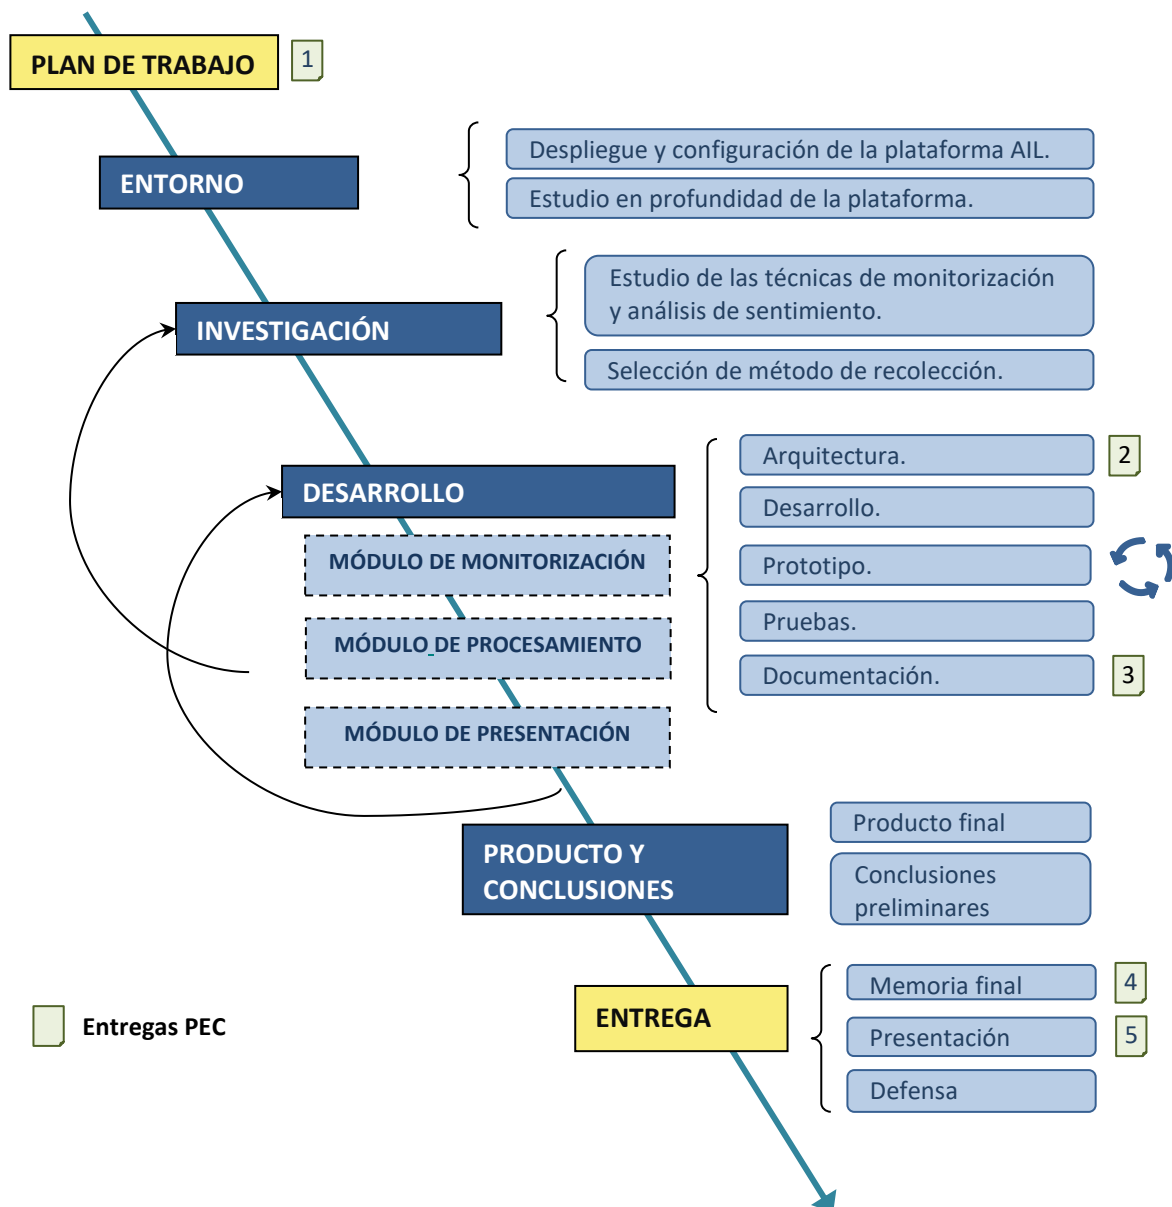 PLAN DE TRABAJO
1
ENTORNO
Despliegue y configuración de la plataforma AIL.
Estudio en profundidad de la plataforma.
INVESTIGACIÓN
Estudio de las técnicas de monitorización
y análisis de sentimiento.
Selección de método de recolección.
DESARROLLO
MÓDULO DE MONITORIZACIÓN
MÓDULO DE PROCESAMIENTO
MÓDULO DE PRESENTACIÓN
Arquitectura.
2
Desarrollo.
Prototipo.
Pruebas.
Documentación.
3
PRODUCTO Y
CONCLUSIONES
Producto final
Conclusiones
preliminares
ENTREGA
Memoria final
4
Presentación
5
Defensa
Entregas PEC